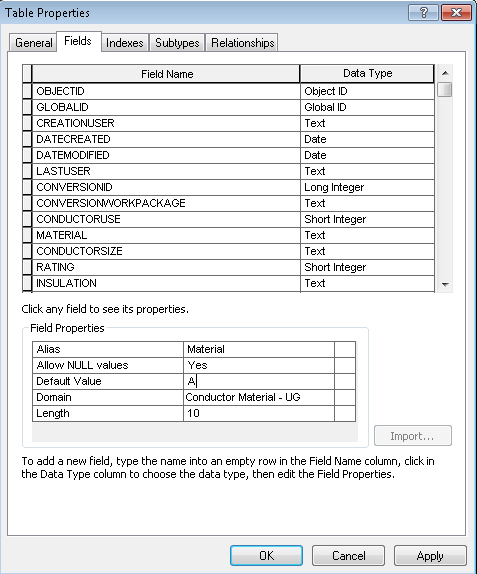 Table Properties
General Fields Indexes Subtypes Relationships
Field Name Data Type
OBJECTID Object ID
GLOBALID Global ID
CREATIONUSER Text
DATECREATED Date
DATEMODIFIED Date
LASTUSER Text
CONVERSIONID Long Integer
CONVERSIONWORKPACKAGE Text
CONDUCTORUSE Short Integer
MATERIAL Text
CONDUCTORSIZE Text
RATING Short Integer
INSULATION Text
Click any field to see its properties.
Field Properties
Alias Material
Allow NULL values Yes
Default Value A
Domain Conductor Material - UG
Length 10
Import...
To add a new field, type the name into an empty row in the Field Name column, click in
the Data Type column to choose the data type, then edit the Field Properties.
OK Cancel Apply